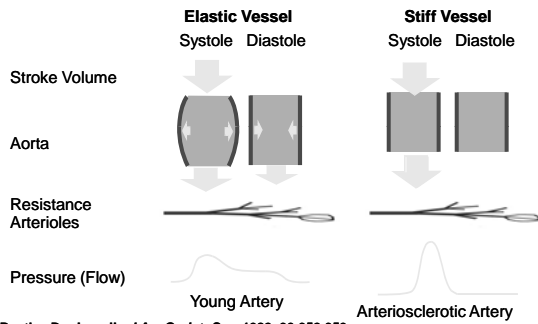 Elastic Vessel Stiff Vessel
Systole Diastole Systole Diastole
Stroke Volume
Aorta
Resistance
Arterioles
Pressure (Flow)
Young Artery Arteriosclerotic Artery